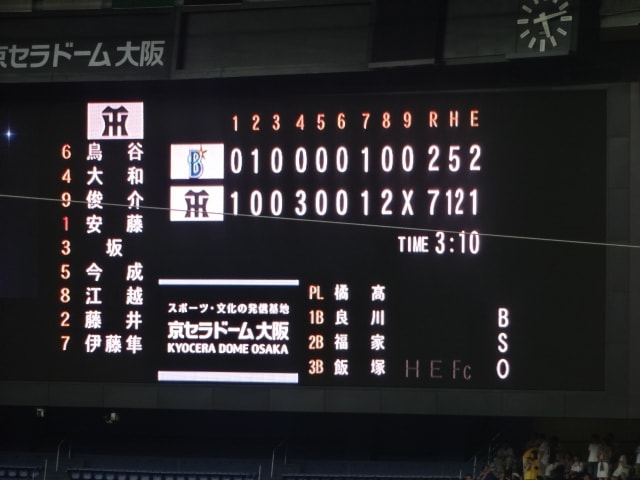 京セラドーム 大阪
1 2 3 4 5 6 7 8 9 R H E
B 0 1 0 0 0 0 1 0 0 2 5 2
HT 1 0 0 3 0 0 1 2 X 7 12 1
TIME 3:10
6 鳥谷
4 大和
9 俊介
1 安藤
3 坂
5 今成
8 江越
2 藤井
7 伊藤隼
スポーツ・文化の発信基地
京セラドーム大阪
KYOCERA DOME OSAKA
PL 橘高
1B 良川
2B 福家
3B 飯塚
H E Fc
B
S
O